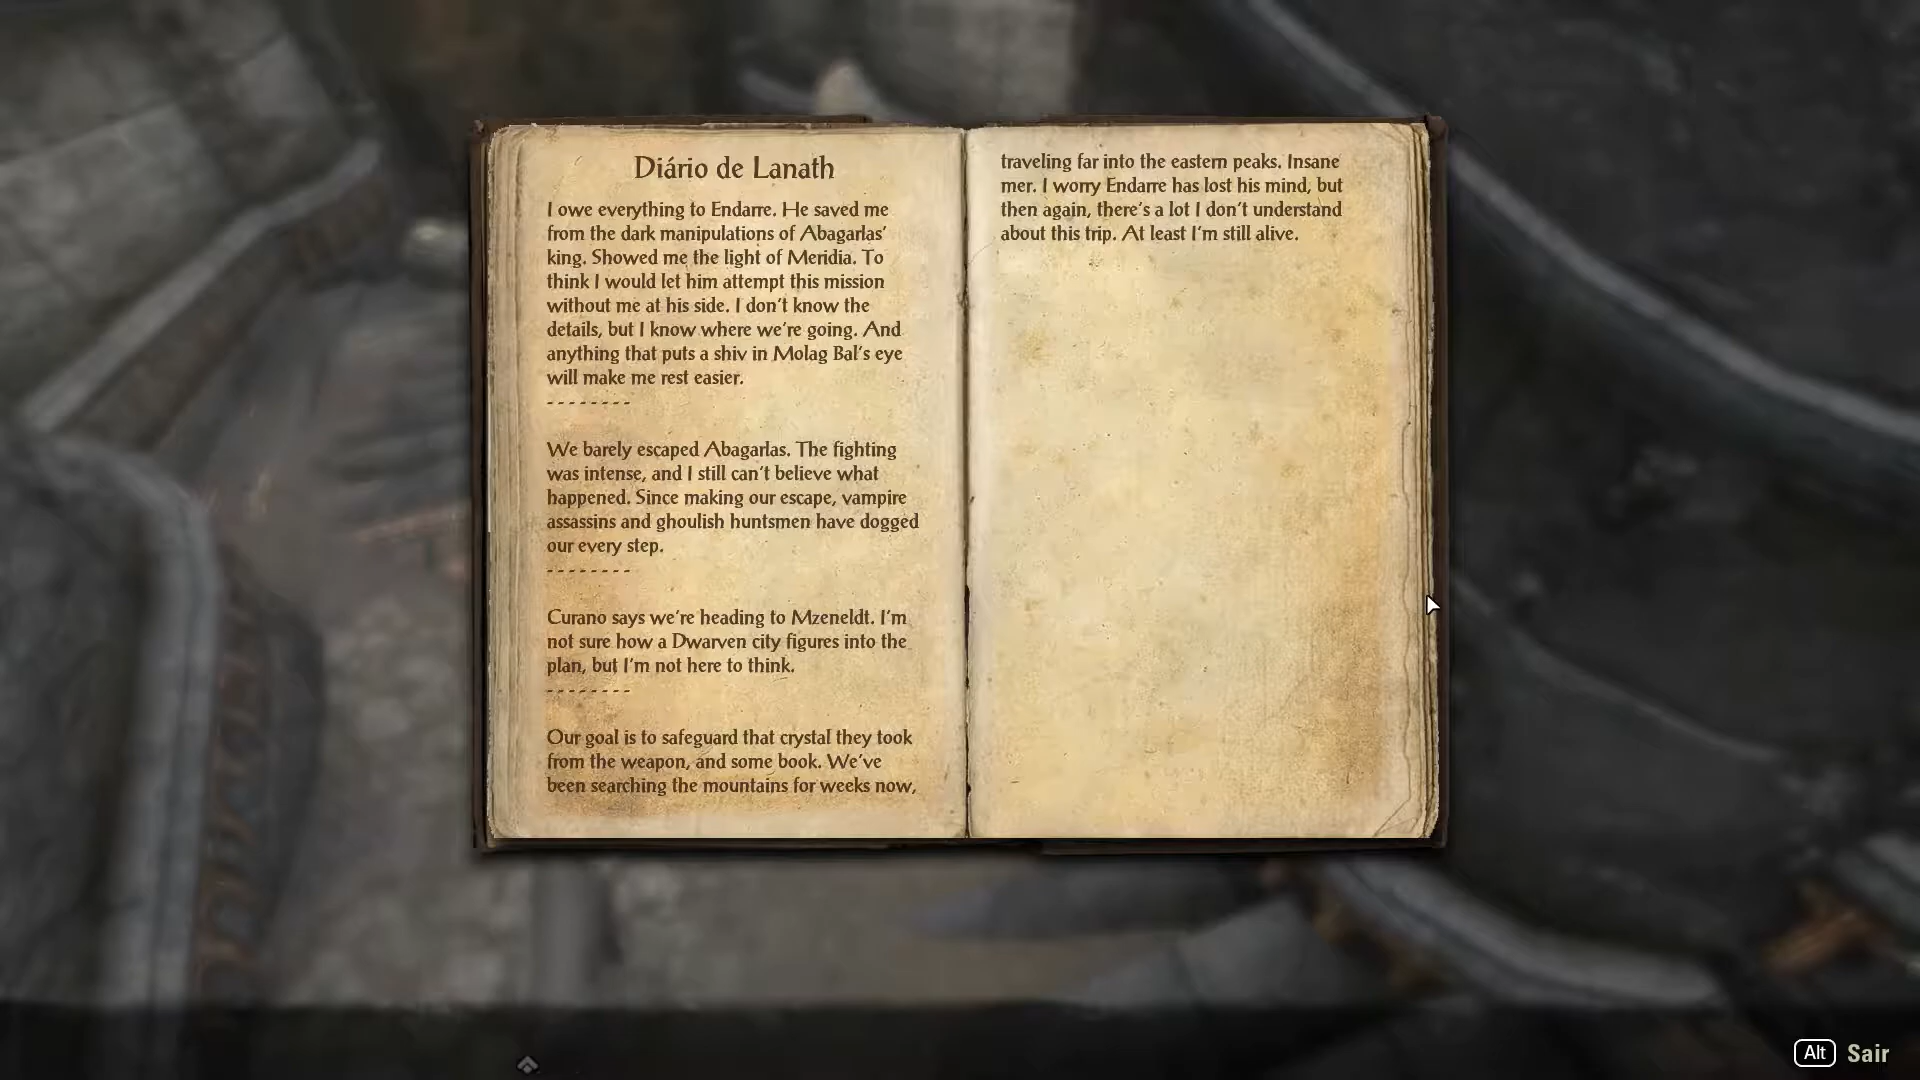 Diário de Lanath
I owe everything to Endarre. He saved me
from the dark manipulations of Abagarlas'
king. Showed me the light of Meridia. To
think I would let him attempt this mission
without me at his side. I don't know the
details, but I know where we're going. And
anything that puts a shiv in Molag Bal's eye
will make me rest easier.
--------
We barely escaped Abagarlas. The fighting
was intense, and I still can't believe what
happened. Since making our escape, vampire
assassins and ghoulish huntsmen have dogged
our every step.
--------
Curano says we're heading to Mzeneldt. I'm
not sure how a Dwarven city figures into the
plan, but I'm not here to think.
--------
Our goal is to safeguard that crystal they took
from the weapon, and some book. We've
been searching the mountains for weeks now,
traveling far into the eastern peaks. Insane
mer. I worry Endarre has lost his mind, but
then again, there's a lot I don't understand
about this trip. At least I'm still alive.
Alt Sair